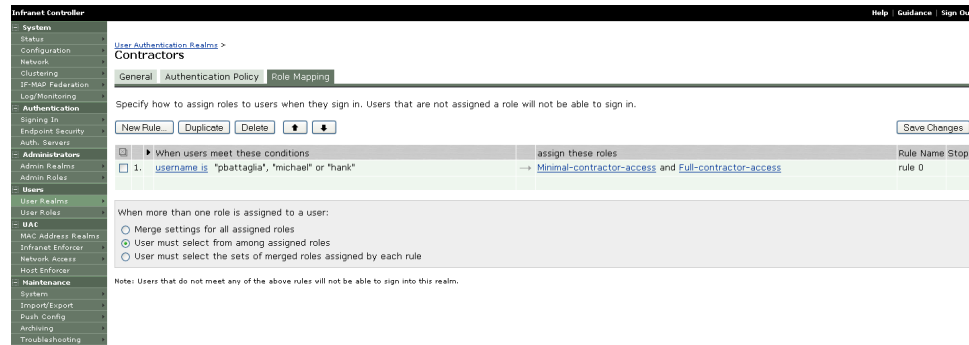 Infranet Controller
Help | Guidance | Sign Ou
System
Status
Configuration
Network
Clustering
IF-MAP Federation
Log/Monitoring
Authentication
Signing In
Endpoint Security
Auth. Servers
Administrators
Admin Realms
Admin Roles
Users
User Realms
User Roles
UAC
MAC Address Realms
Infranet Enforcer
Network Access
Host Enforcer
Maintenance
System
Import/Export
Push Config
Archiving
Troubleshooting
User Authentication Realms >
Contractors
General Authentication Policy Role Mapping
Specify how to assign roles to users when they sign in. Users that are not assigned a role will not be able to sign in.
New Rule... Duplicate Delete Save Changes
When users meet these conditions assign these roles Rule Name Stop
1. username is "pbattaglia", "michael" or "hank" → Minimal-contractor-access and Full-contractor-access rule 0
When more than one role is assigned to a user:
Merge settings for all assigned roles
User must select from among assigned roles
User must select the sets of merged roles assigned by each rule
Note: Users that do not meet any of the above rules will not be able to sign into this realm.